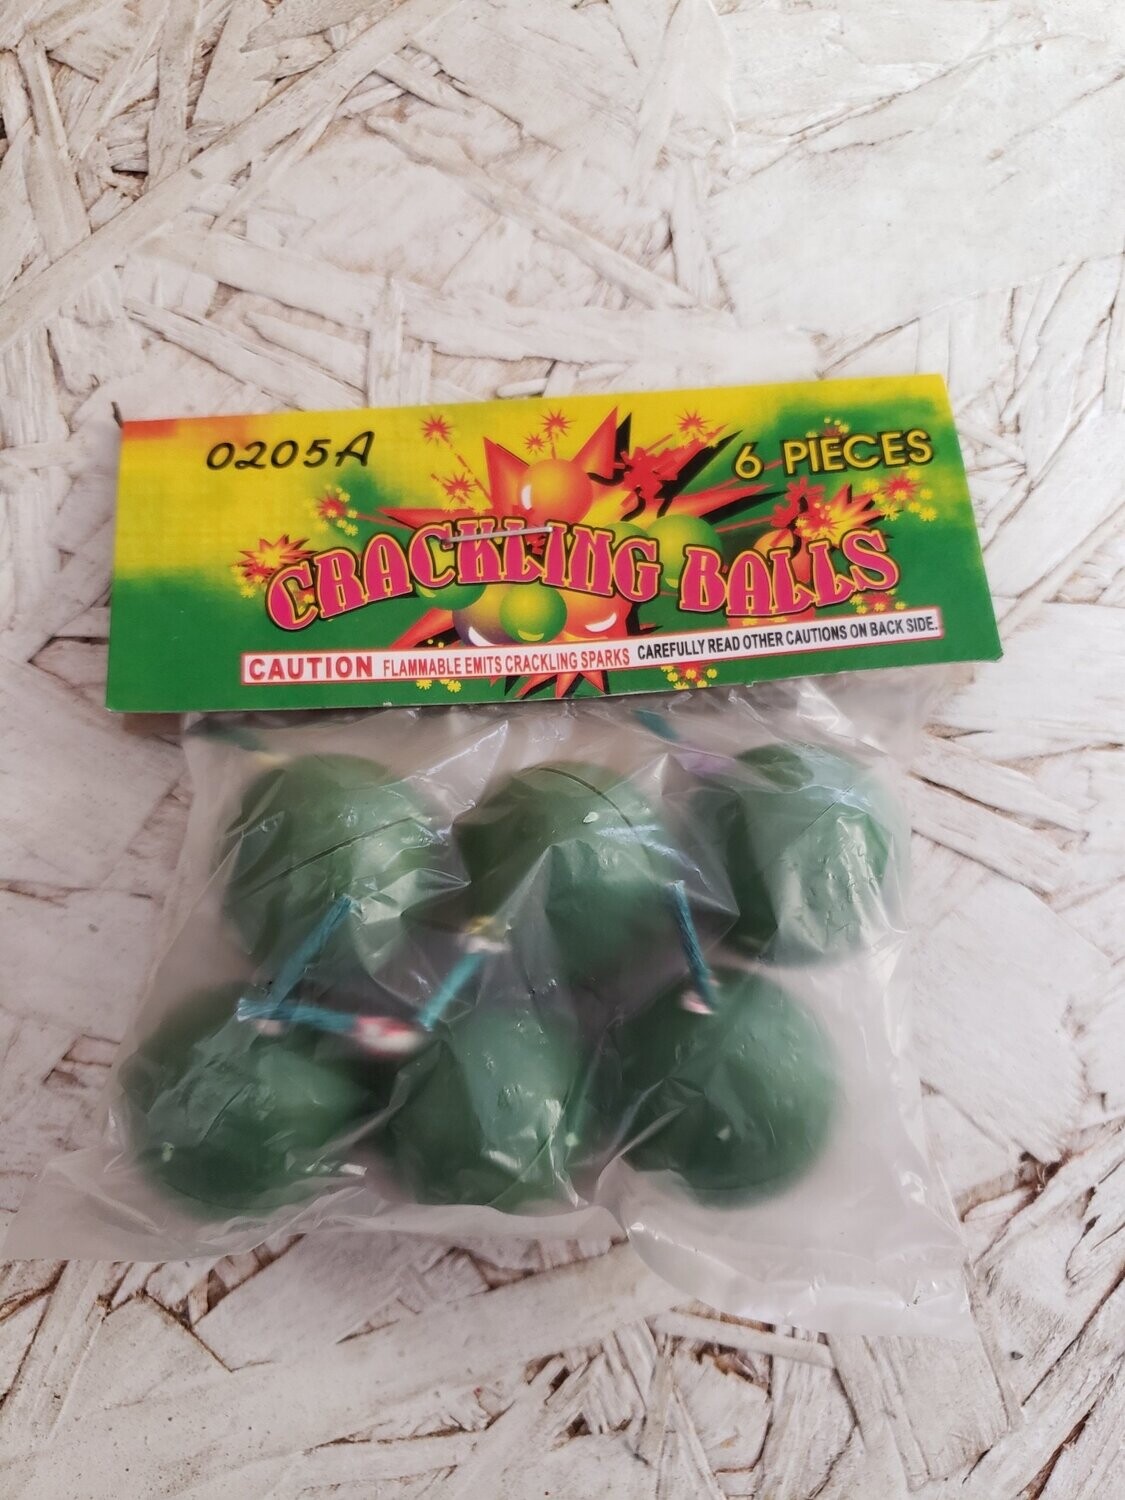 0205A
6 PIECES
CRACKLING BALLS
CAUTION FLAMMABLE EMITS CRACKLING SPARKS CAREFULLY READ OTHER CAUTIONS ON BACK SIDE.